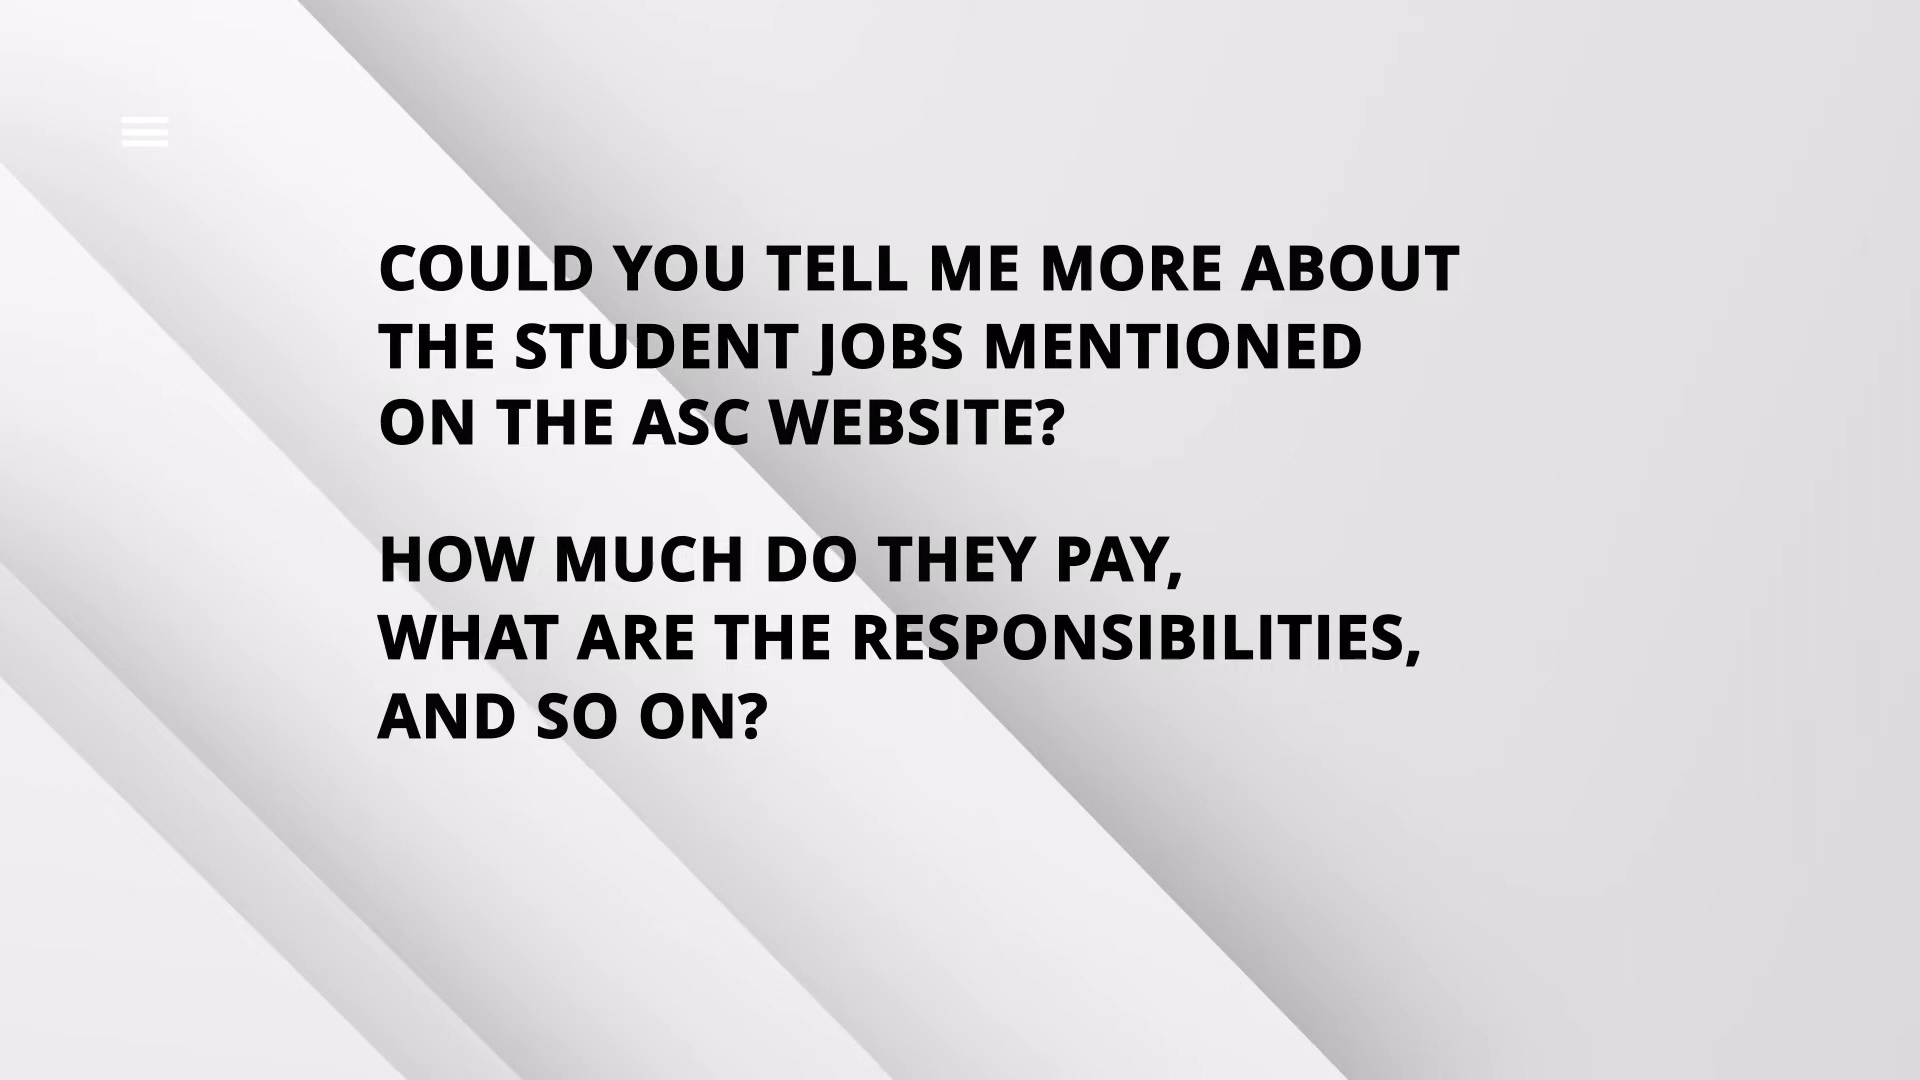 COULD YOU TELL ME MORE ABOUT
THE STUDENT JOBS MENTIONED
ON THE ASC WEBSITE?
HOW MUCH DO THEY PAY,
WHAT ARE THE RESPONSIBILITIES,
AND SO ON?